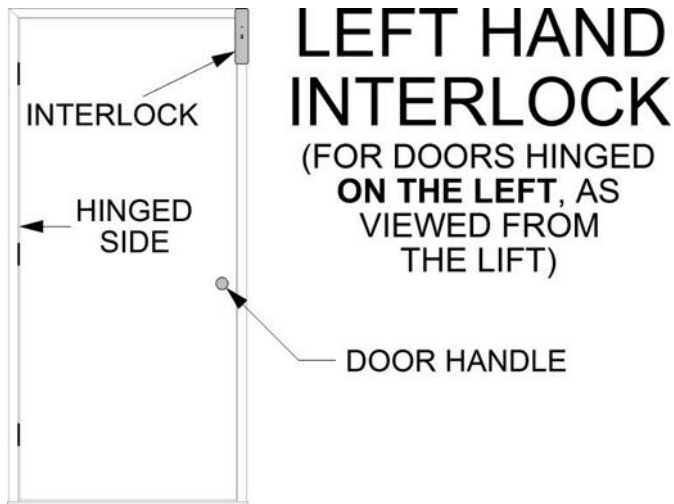 LEFT HAND
INTERLOCK
(FOR DOORS HINGED
ON THE LEFT, AS
VIEWED FROM
THE LIFT)
INTERLOCK
HINGED
SIDE
DOOR HANDLE